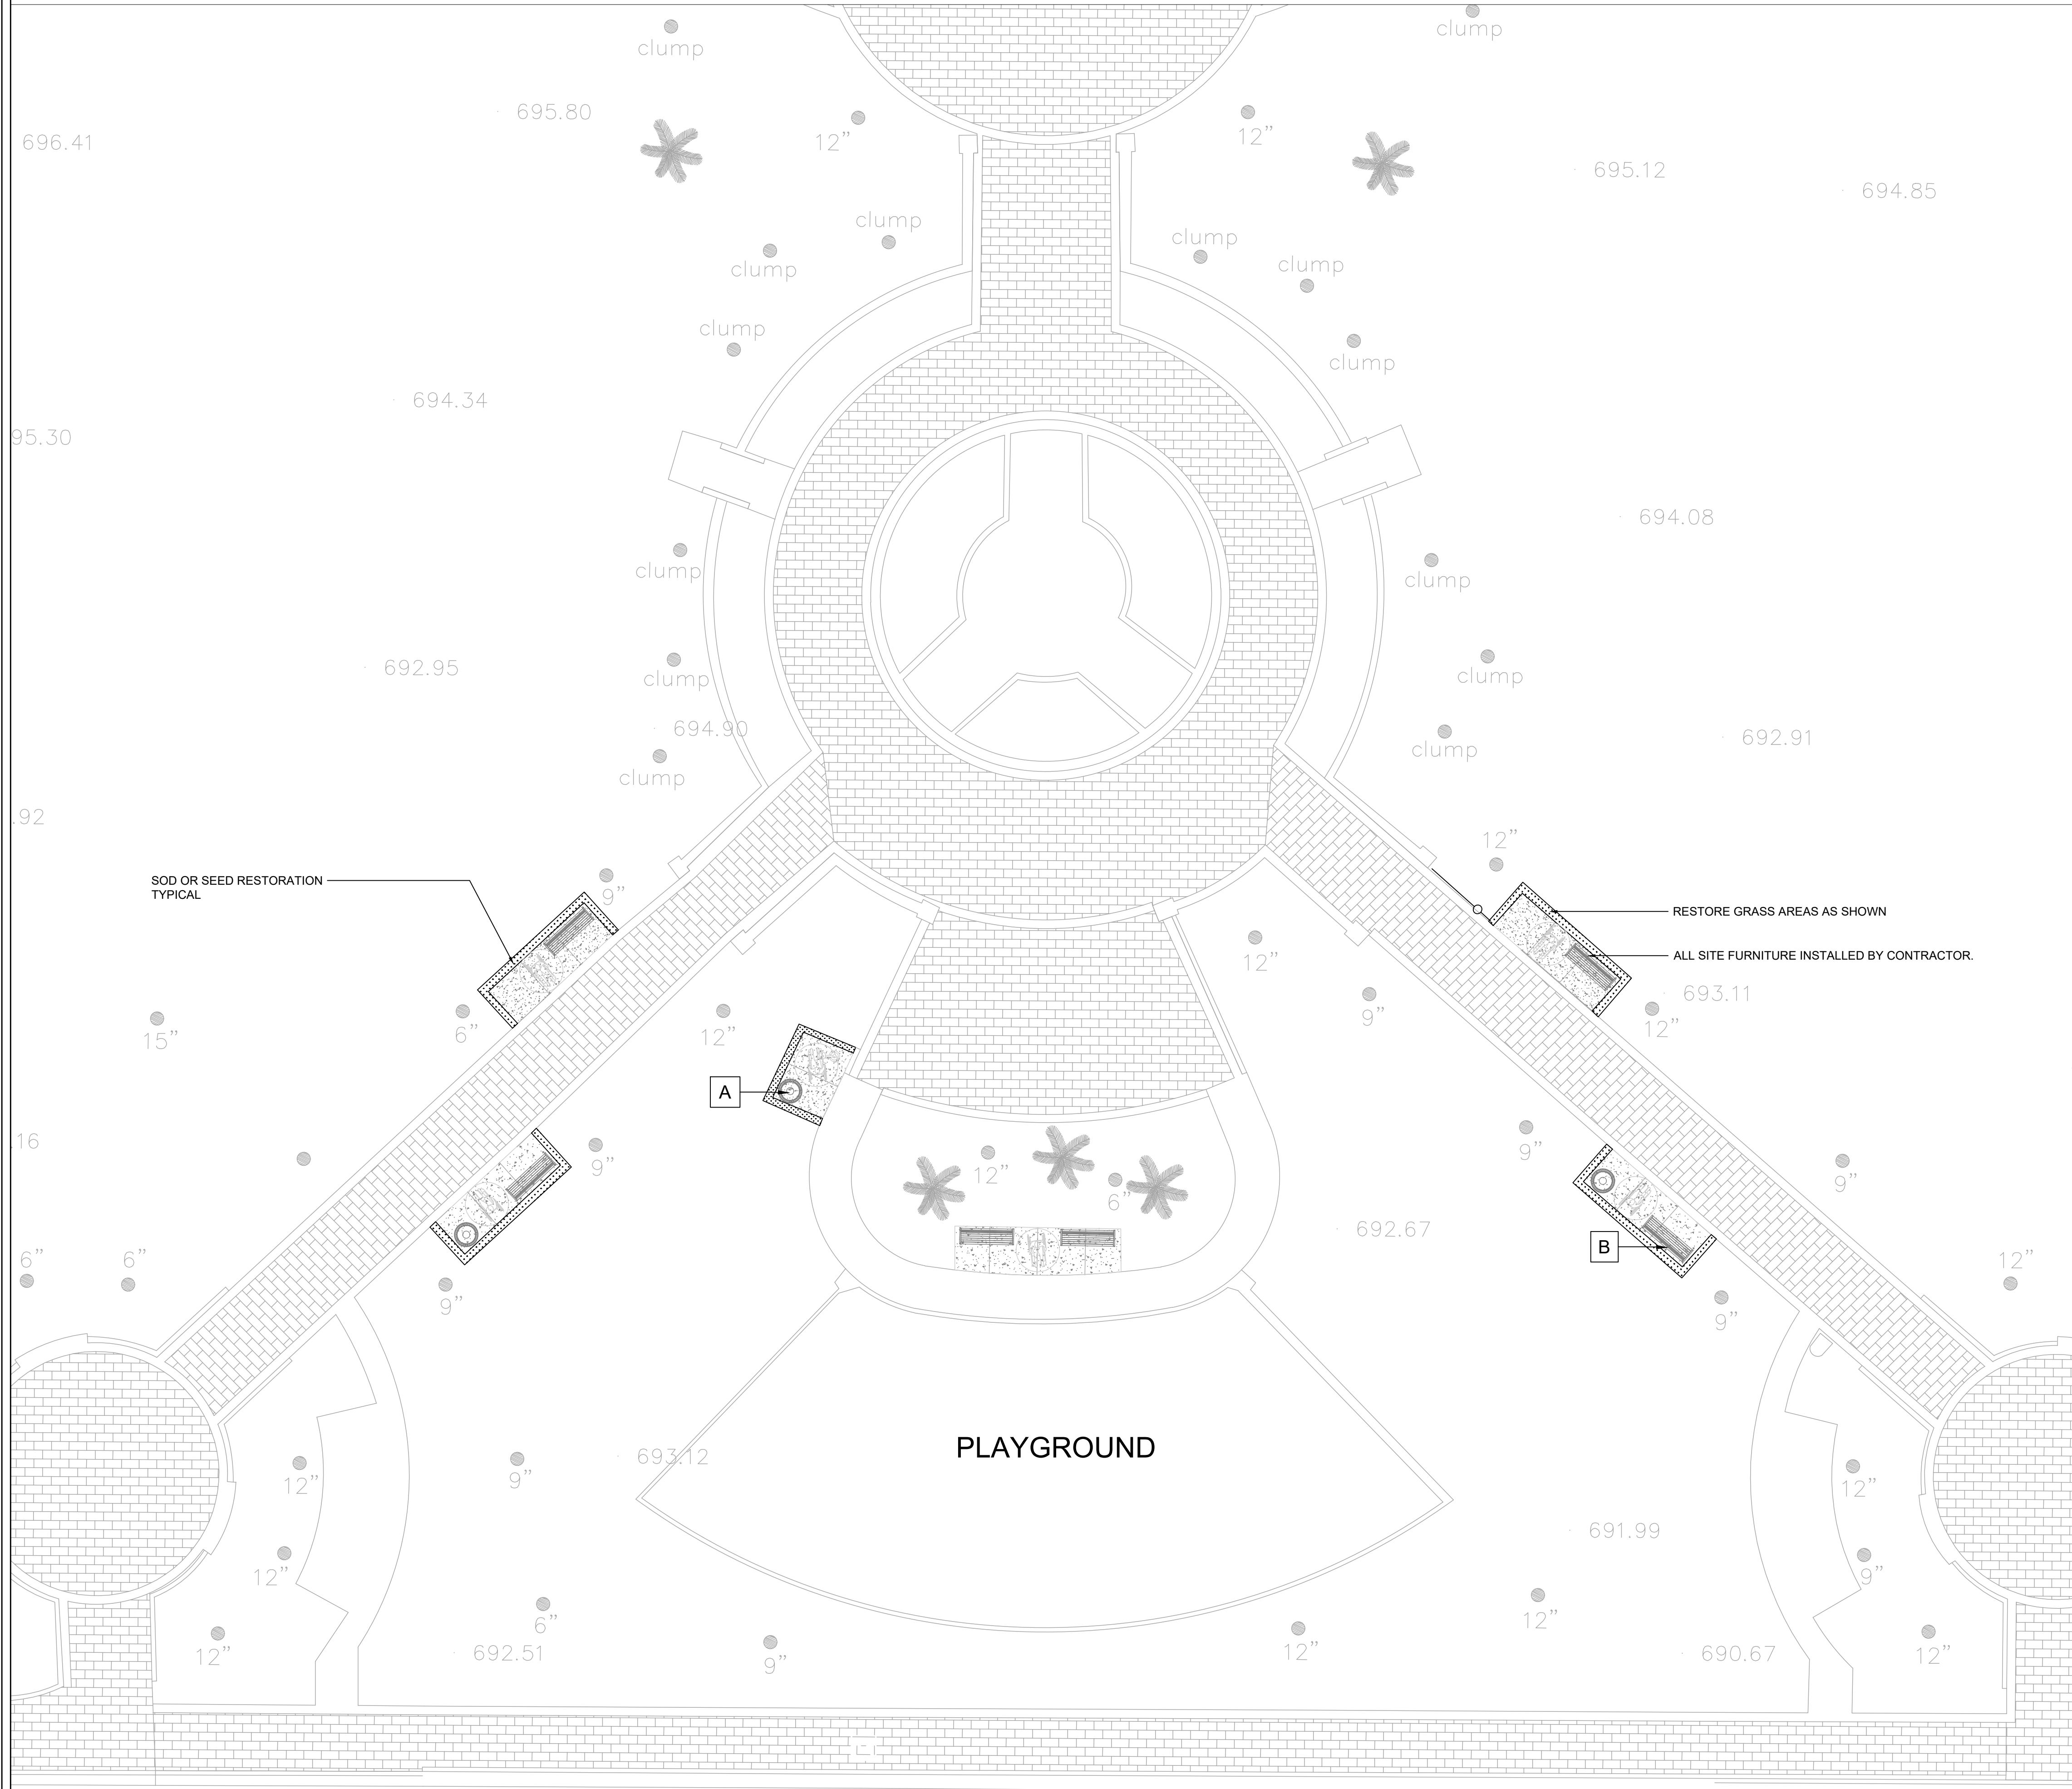 clump
clump
695.80
12”
12”
696.41
695.12
694.85
clump
clump
clump
clump
clump
clump
694.34
95.30
694.08
clump
clump
692.95
clump
clump
694.90
692.91
clump
clump
.92
12”
SOD OR SEED RESTORATION
TYPICAL
9”
RESTORE GRASS AREAS AS SHOWN
ALL SITE FURNITURE INSTALLED BY CONTRACTOR.
12”
693.11
9”
15”
6”
12”
12”
A
.16
9”
12”
9”
9”
6”
692.67
B
6”
6”
12”
9”
9”
PLAYGROUND
693.12
9”
12”
12”
691.99
12”
9”
6”
12”
12”
692.51
9”
12”
690.67
12”